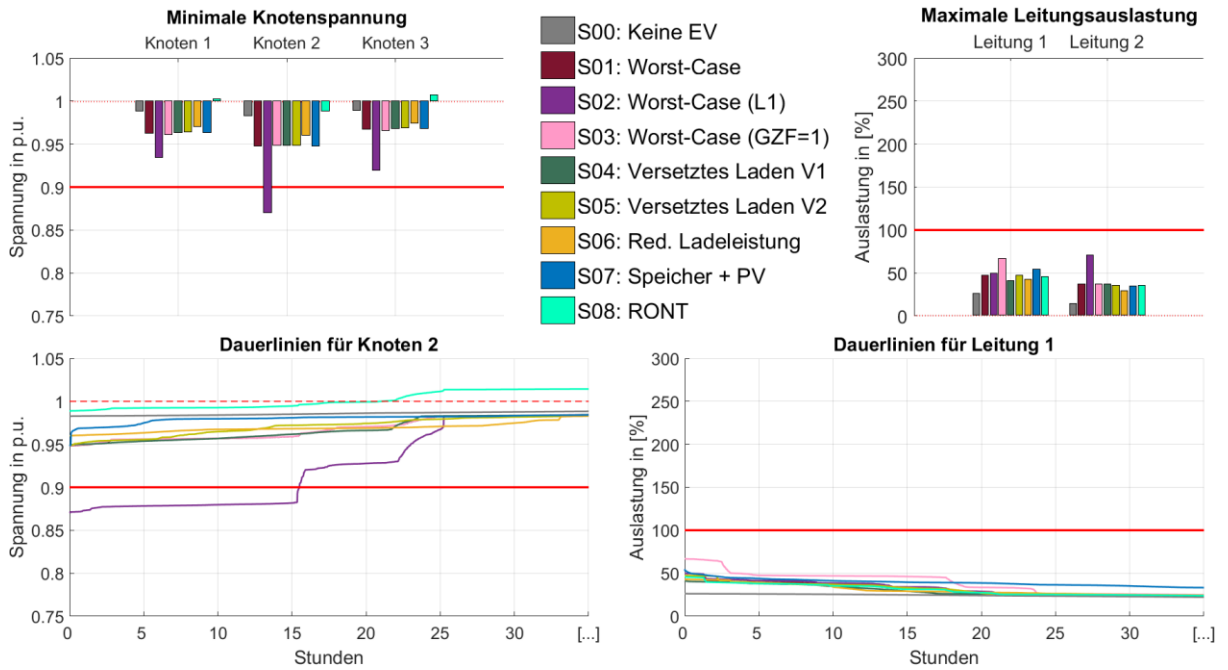 Minimale Knotenspannung
Knoten 1 Knoten 2 Knoten 3
Spannung in p.u.
1.05
1
0.95
0.9
0.85
0.8
0.75
S00: Keine EV
S01: Worst-Case
S02: Worst-Case (L1)
S03: Worst-Case (GZF=1)
S04: Versetztes Laden V1
S05: Versetztes Laden V2
S06: Red. Ladeleistung
S07: Speicher + PV
S08: RONT
Maximale Leitungsauslastung
Leitung 1 Leitung 2
Auslastung in [%]
300
250
200
150
100
50
0
Dauerlinien für Knoten 2
Spannung in p.u.
1.05
1
0.95
0.9
0.85
0.8
0.75
0 5 10 15 20 25 30 [...]
Stunden
Dauerlinien für Leitung 1
Auslastung in [%]
300
250
200
150
100
50
0
0 5 10 15 20 25 30 [...]
Stunden